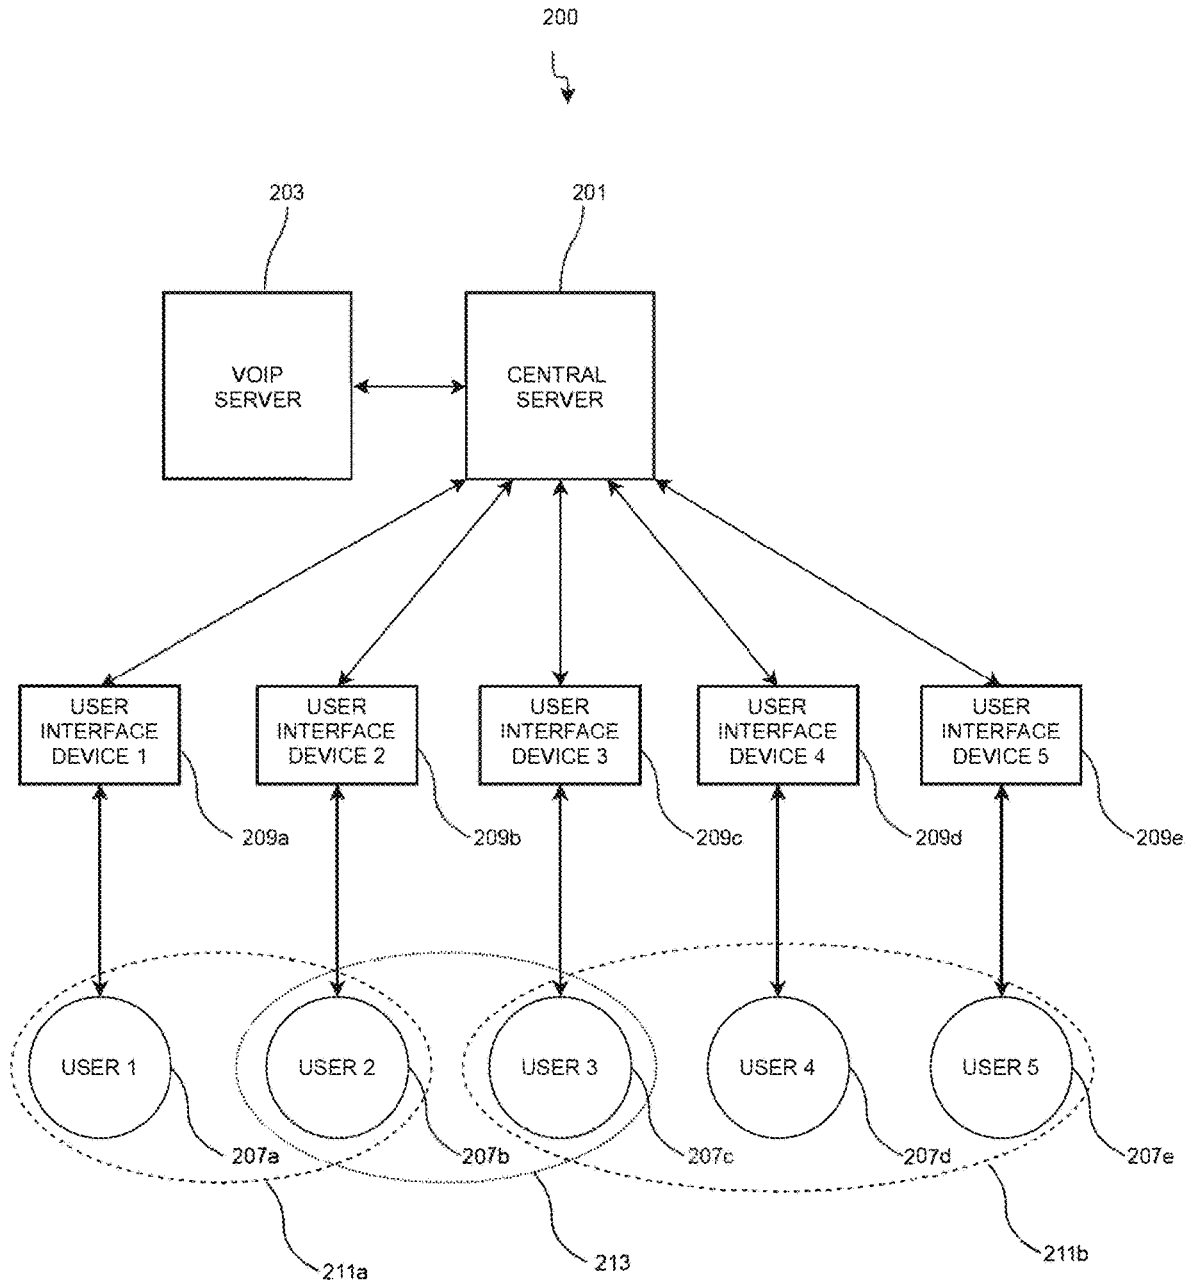 200
203
201
VOIP
SERVER
CENTRAL
SERVER
USER
INTERFACE
DEVICE 1
USER
INTERFACE
DEVICE 2
USER
INTERFACE
DEVICE 3
USER
INTERFACE
DEVICE 4
USER
INTERFACE
DEVICE 5
209a
209b
209c
209d
209e
USER 1
USER 2
USER 3
USER 4
USER 5
207a
207b
207c
207d
207e
211a
213
211b